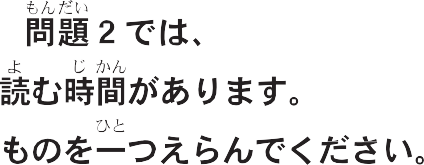 問題2では、
読む時間があります。
ものを一つえらんでください。